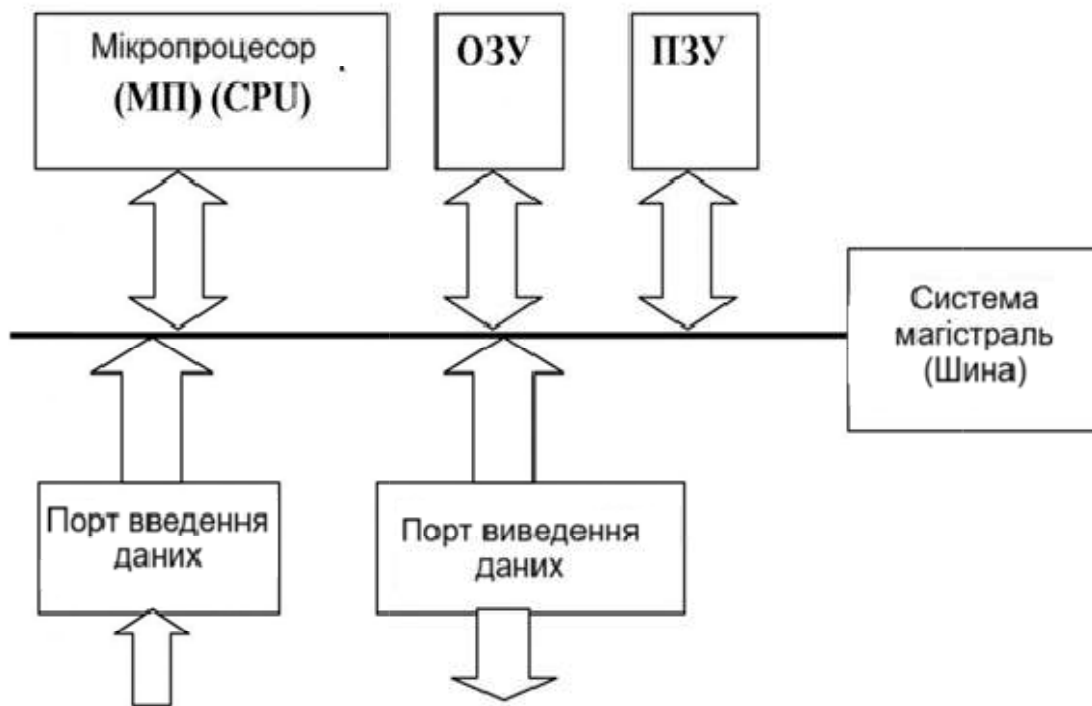 Мікропроцесор
(МП) (CPU)
ОЗУ
ПЗУ
Система
магістраль
(Шина)
Порт введення
даних
Порт виведення
даних